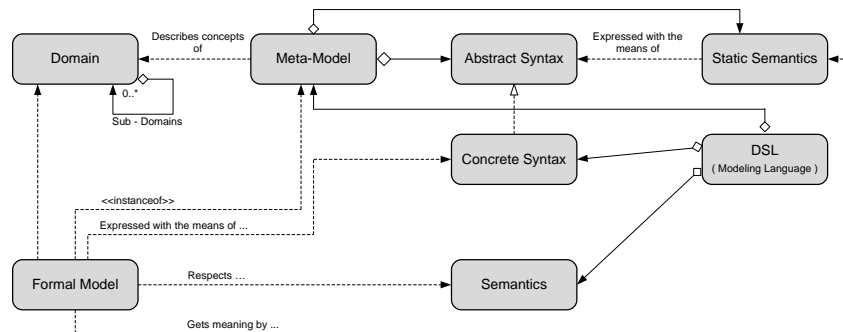 Describes concepts
of
Expressed with the
means of
Domain
Meta-Model
Abstract Syntax
Static Semantics
0..*
Sub - Domains
Concrete Syntax
DSL
( Modeling Language )
<<instanceof>>
Expressed with the means of ...
Formal Model
Respects …
Semantics
Gets meaning by ...